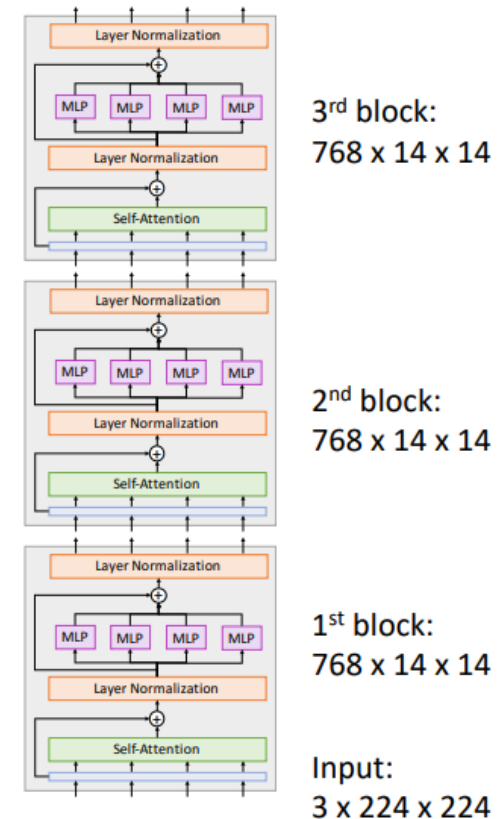 Layer Normalization
+
MLP MLP MLP MLP
3rd block:
768 x 14 x 14
Layer Normalization
+
Self-Attention
Layer Normalization
+
MLP MLP MLP MLP
2nd block:
768 x 14 x 14
Layer Normalization
+
Self-Attention
Layer Normalization
+
MLP MLP MLP MLP
1st block:
768 x 14 x 14
Layer Normalization
+
Self-Attention
Input:
3 x 224 x 224